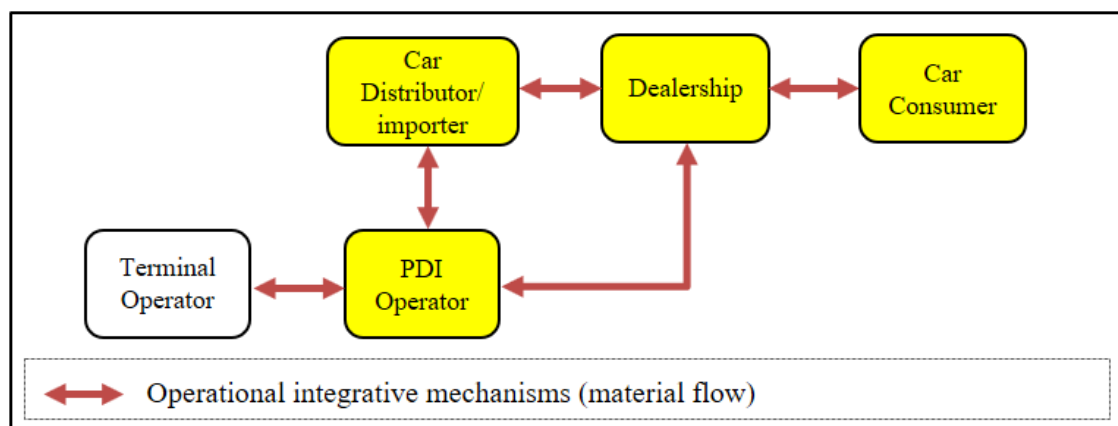 Car
Distributor/
importer
Dealership
Car
Consumer
Terminal
Operator
PDI
Operator
Operational integrative mechanisms (material flow)